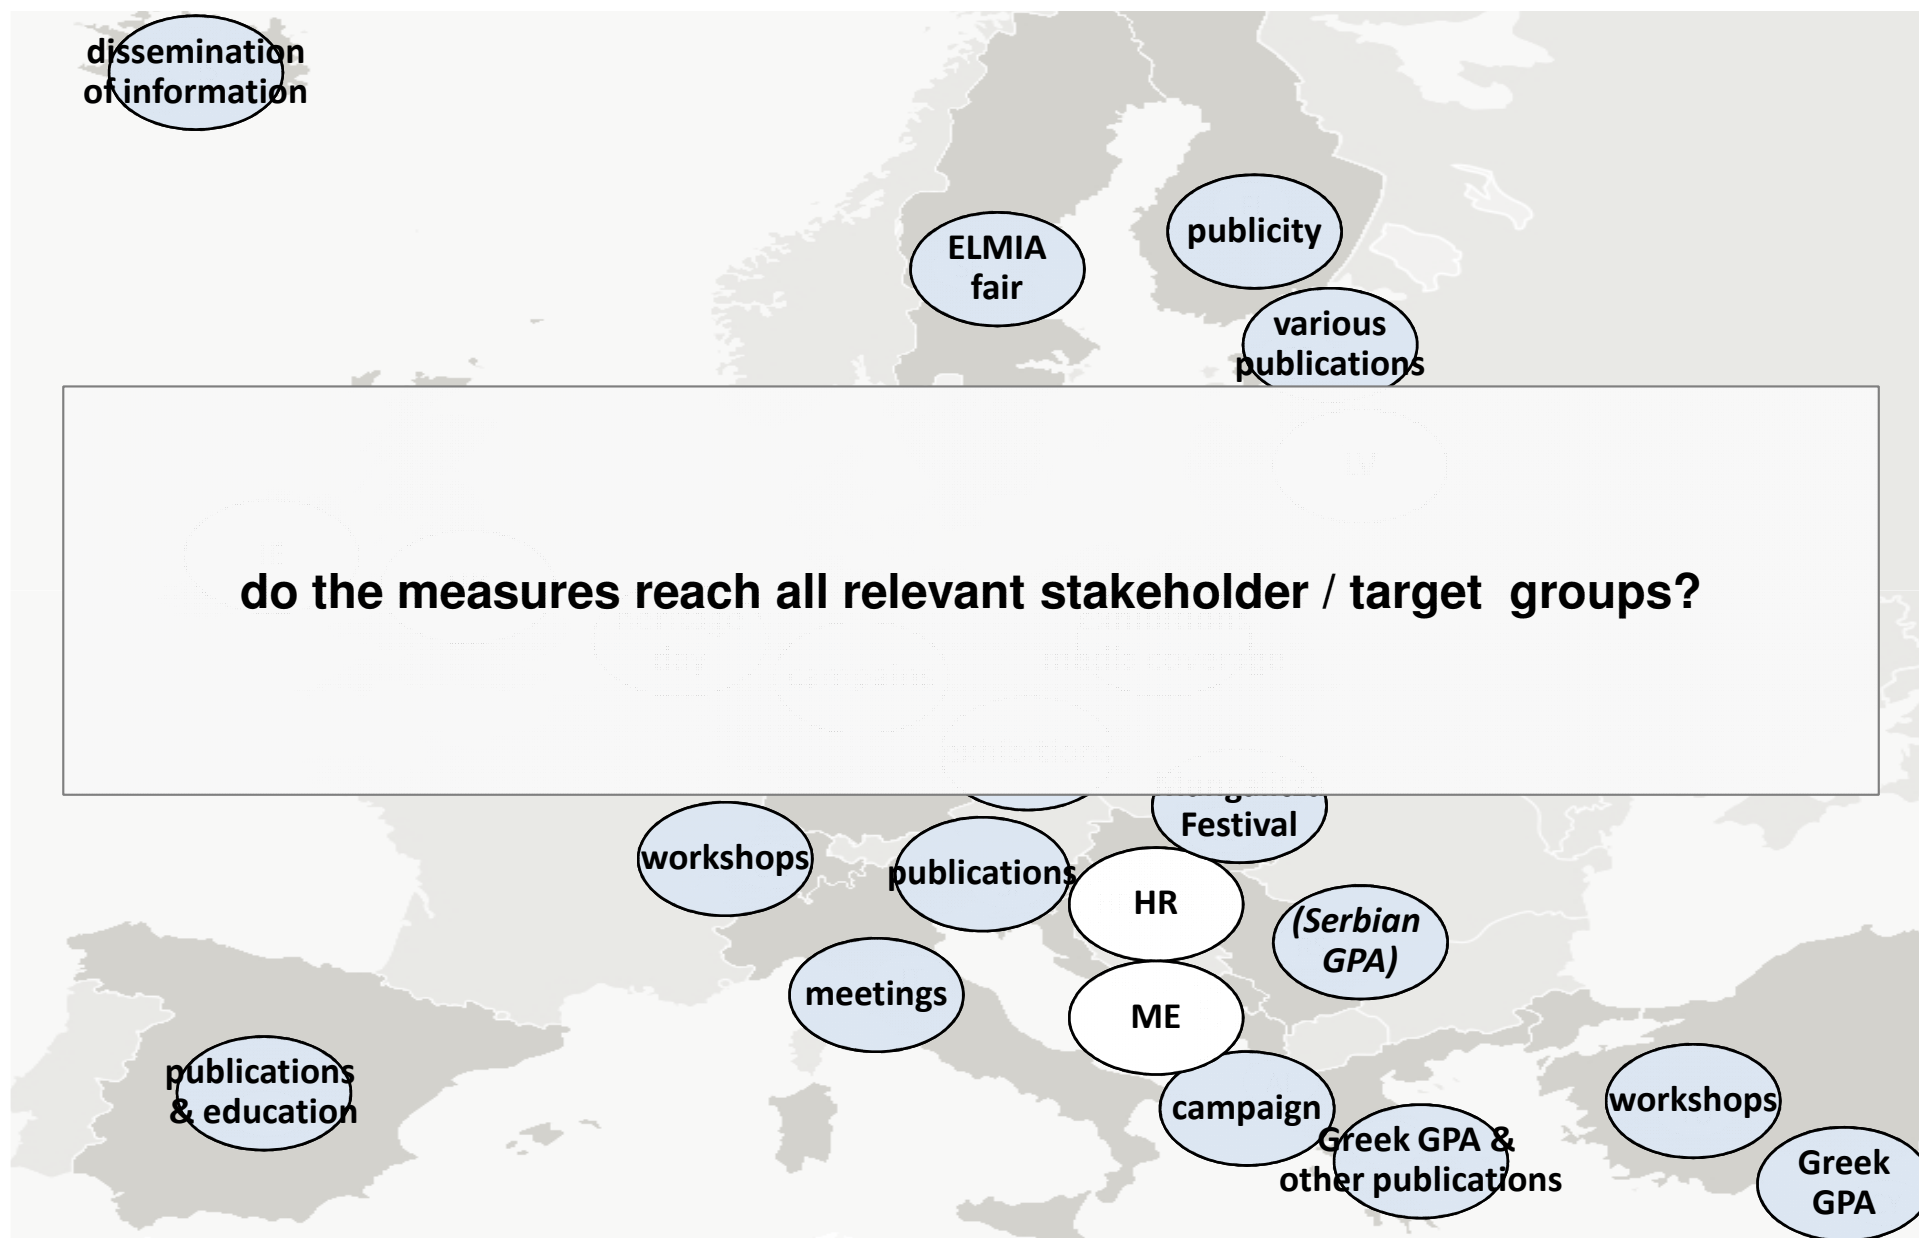 dissemination
of information
publicity
ELMIA
fair
various
publications
do the measures reach all relevant stakeholder / target groups?
Festival
workshops
publications
HR
(Serbian
GPA)
meetings
ME
publications
& education
campaign
workshops
Greek GPA &
other publications
Greek
GPA